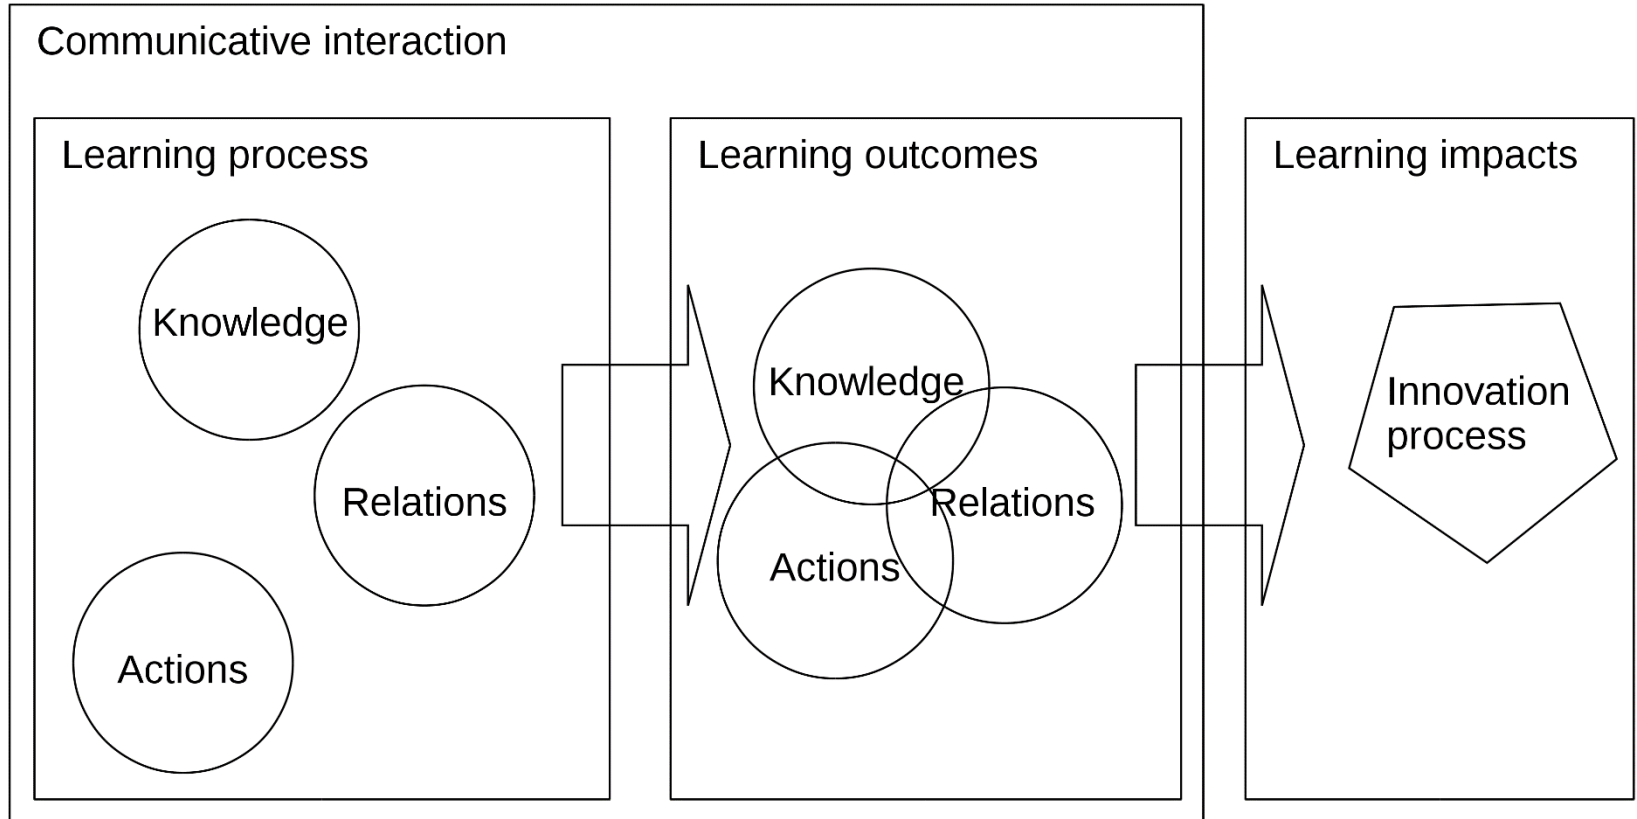 Communicative interaction
Learning process
Knowledge
Relations
Actions
Learning outcomes
Knowledge
Relations
Actions
Learning impacts
Innovation
process